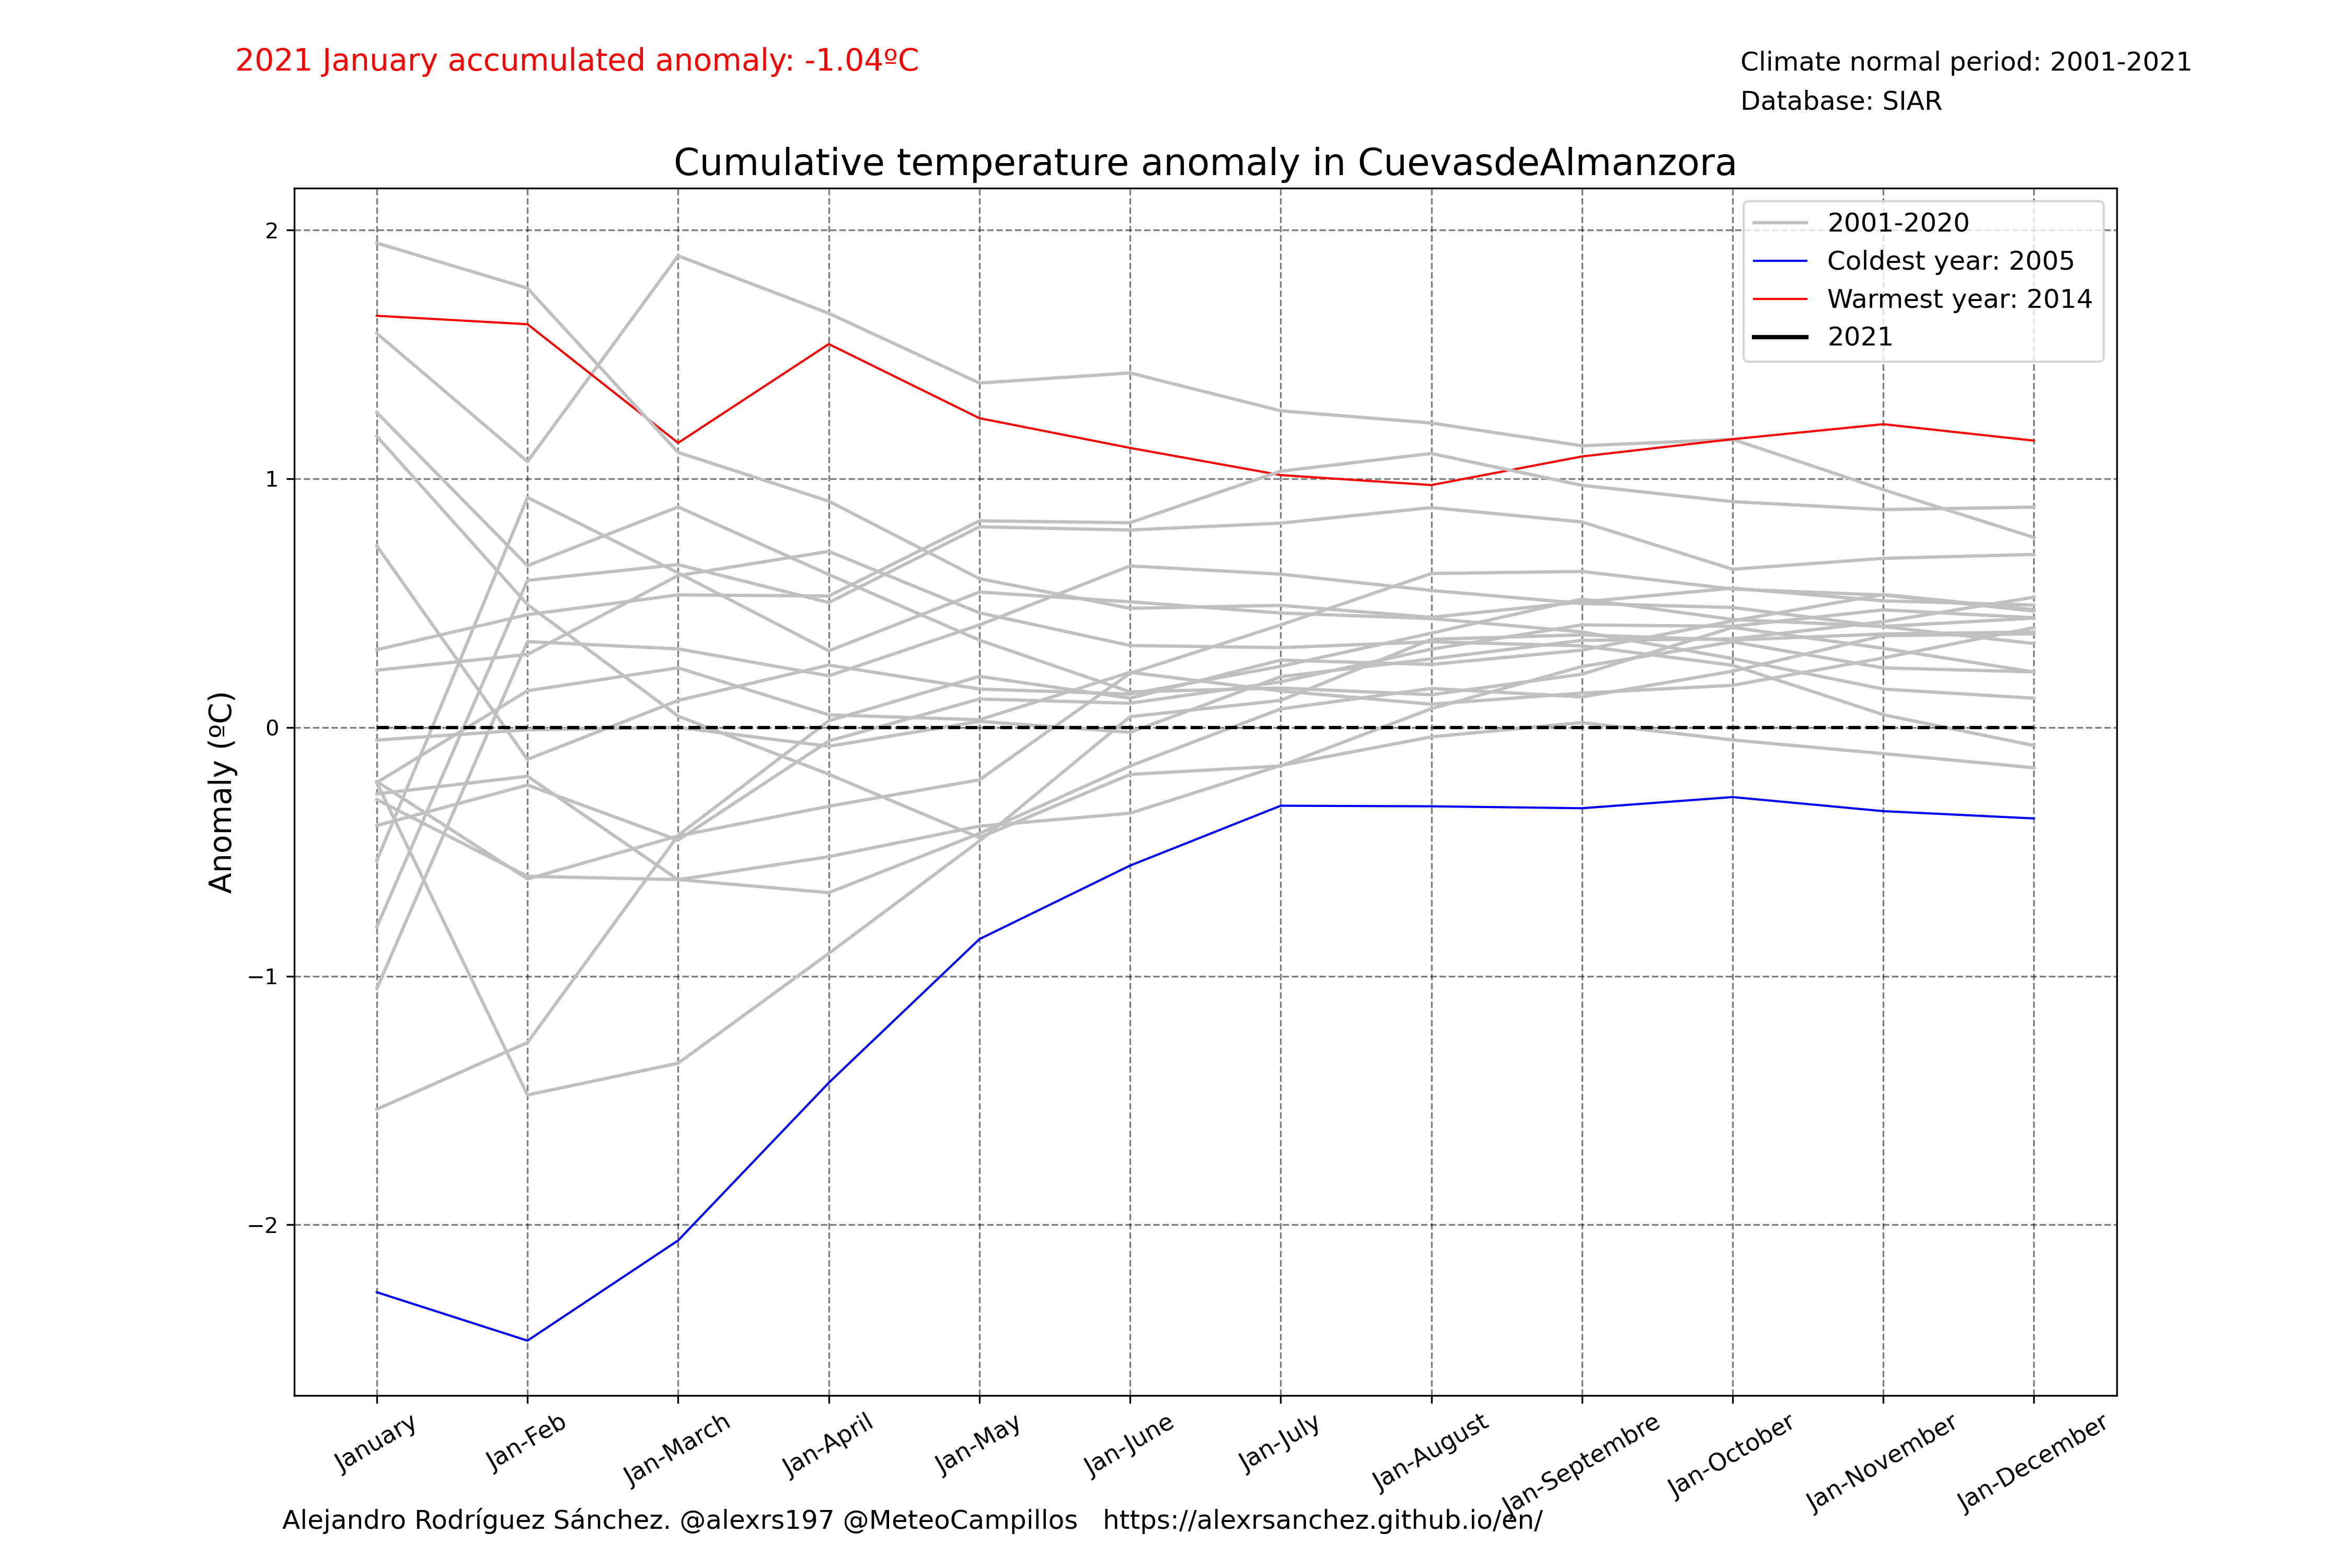 2021 January accumulated anomaly: -1.04ºC
Climate normal period: 2001-2021
Database: SIAR
Cumulative temperature anomaly in CuevasdeAlmanzora
2001-2020
Coldest year: 2005
Warmest year: 2014
2021
Anomaly (ºC)
2
1
0
−1
−2
January
Jan-Feb
Jan-March
Jan-April
Jan-May
Jan-June
Jan-July
Jan-August
Jan-Septembre
Jan-October
Jan-November
Jan-December
Alejandro Rodríguez Sánchez. @alexrs197 @MeteoCampillos   https://alexrsanchez.github.io/en/